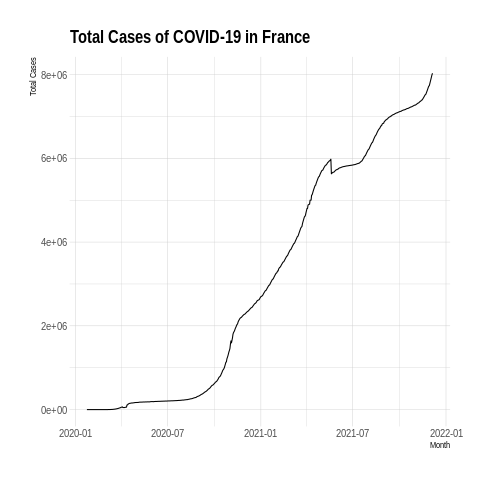 Total Cases of COVID-19 in France
Total Cases
8e+06
6e+06
4e+06
2e+06
0e+00
2020-01 2020-07 2021-01 2021-07 2022-01
Month